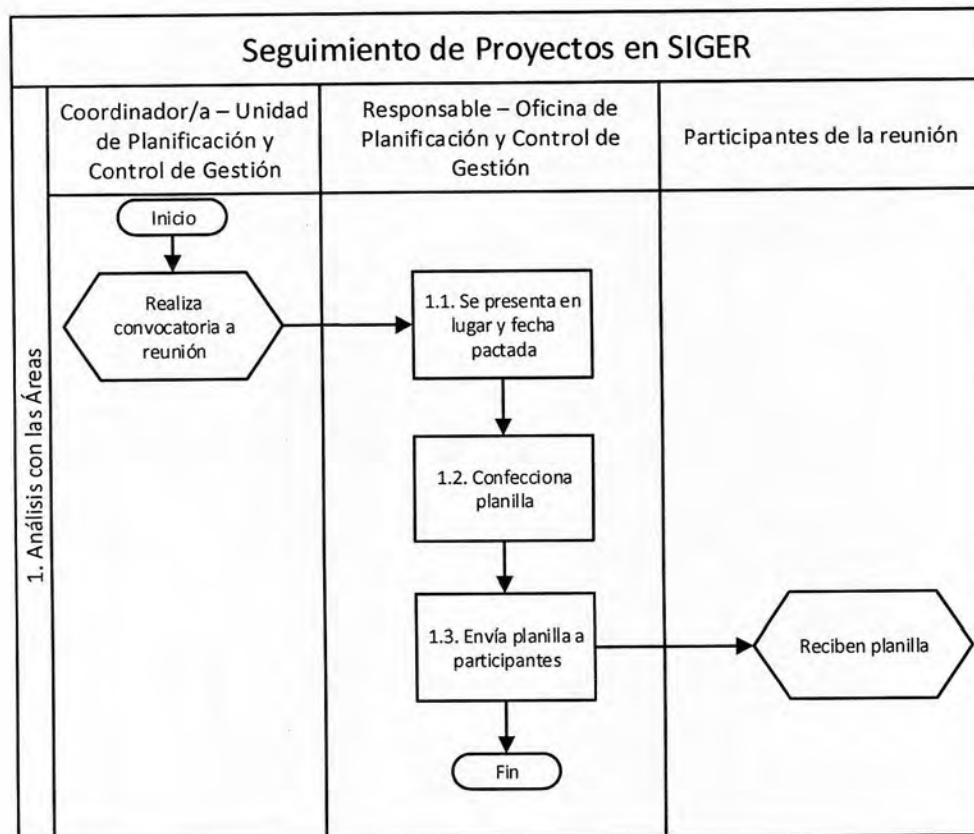 Seguimiento de Proyectos en SIGER
Coordinador/a – Unidad
de Planificación y
Control de Gestión
Responsable – Oficina de
Planificación y Control de
Gestión
Participantes de la reunión
1. Análisis con las Áreas
Inicio
Realiza
convocatoria a
reunión
1.1. Se presenta en
lugar y fecha
pactada
1.2. Confecciona
planilla
1.3. Envía planilla a
participantes
Reciben planilla
Fin